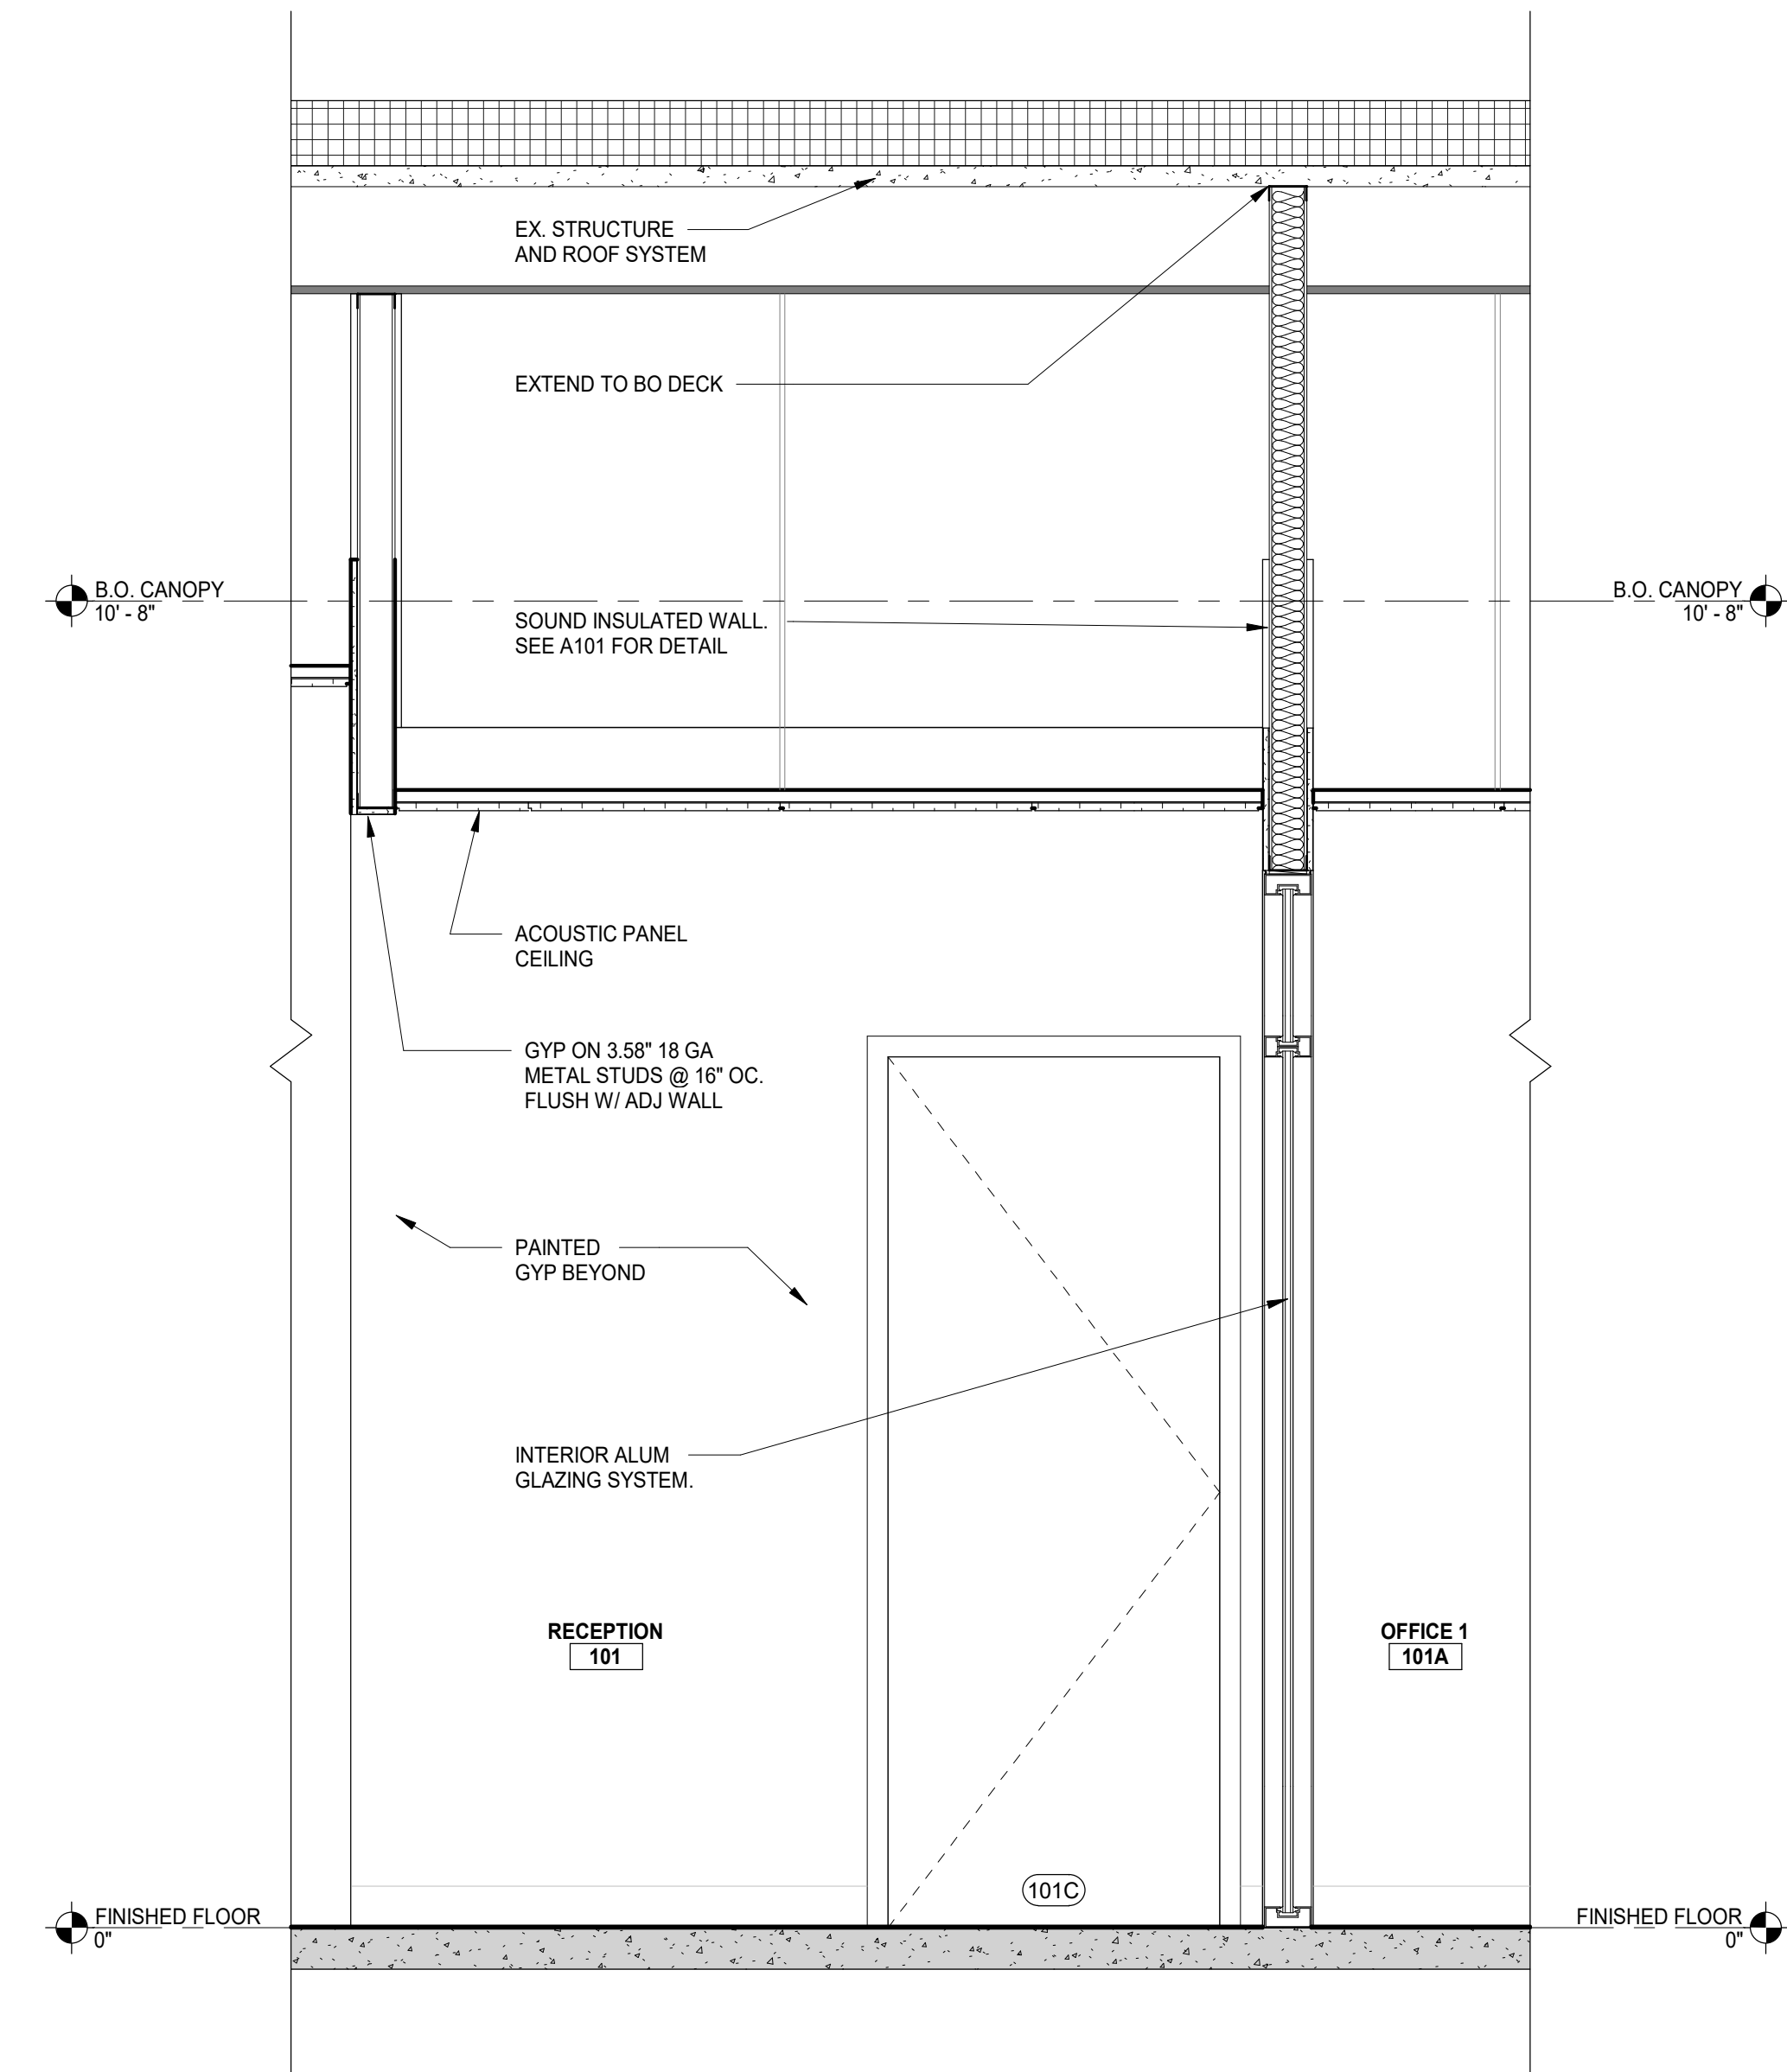 EX. STRUCTURE
AND ROOF SYSTEM
EXTEND TO BO DECK
B.O. CANOPY
10' - 8"
B.O. CANOPY
10' - 8"
SOUND INSULATED WALL.
SEE A101 FOR DETAIL
ACOUSTIC PANEL
CEILING
GYP ON 3.58" 18 GA
METAL STUDS @ 16" OC.
FLUSH W/ ADJ WALL
PAINTED
GYP BEYOND
INTERIOR ALUM
GLAZING SYSTEM.
RECEPTION
101
OFFICE 1
101A
101C
FINISHED FLOOR
0"
FINISHED FLOOR
0"